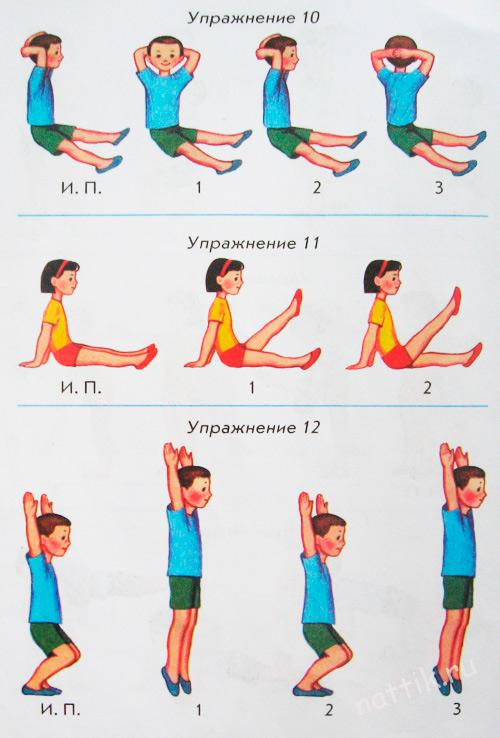 Упражнение 10
И. П. 1 2 3
Упражнение 11
И. П. 1 2
Упражнение 12
И. П. 1 2 3
nattik.ru